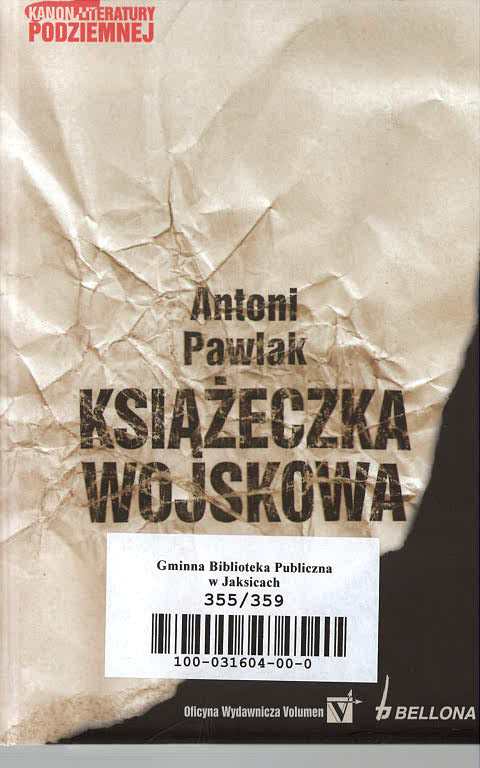 KANON LITERATURY
PODZIEMNEJ
Antoni
Pawlak
KSIĄŻECZKA
WOJSKOWA
Gminna Biblioteka Publiczna
w Jaksicach
355/359
100-031604-00-0
Oficyna Wydawnicza Volumen V BELLONA